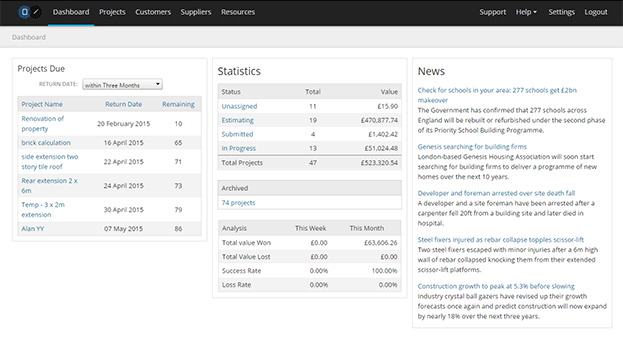 Dashboard Projects Customers Suppliers Resources Support Help Settings Logout
Dashboard
Projects Due
RETURN DATE: within Three Months
Project Name Return Date Remaining
Renovation of
property 20 February 2015 10
brick calculation 16 April 2015 65
side extension two
story tile roof 22 April 2015 71
Rear extension 2 x
6m 24 April 2015 73
Temp - 3 x 2m
extension 30 April 2015 79
Alan YY 07 May 2015 86
Statistics
Status Total Value
Unassigned 11 £15.90
Estimating 19 £470,877.74
Submitted 4 £1,402.42
In Progress 13 £51,024.48
Total Projects 47 £523,320.54
Archived
74 projects
Analysis This Week This Month
Total value Won £0.00 £63,606.26
Total Value Lost £0.00 £0.00
Success Rate 0.00% 100.00%
Loss Rate 0.00% 0.00%
News
Check for schools in your area: 277 schools get £2bn
makeover
The Government has confirmed that 277 schools across
England will be rebuilt or refurbished under the second phase
of its Priority School Building Programme.
Genesis searching for building firms
London-based Genesis Housing Association will soon start
searching for building firms to deliver a programme of new
homes over the next 10 years.
Developer and foreman arrested over site death fall
A developer and a site foreman have been arrested after a
carpenter fell 20ft from a building site and later died in
hospital.
Steel fixers injured as rebar collapse topples scissor-lift
Two steel fixers escaped with minor injuries after a 6m high
wall of rebar collapsed knocking them from their extended
scissor-lift platforms.
Construction growth to peak at 5.3% before slowing
Industry crystal ball gazers have revised up their growth
forecasts once again and predict construction will now expand
by nearly 18% over the next three years.